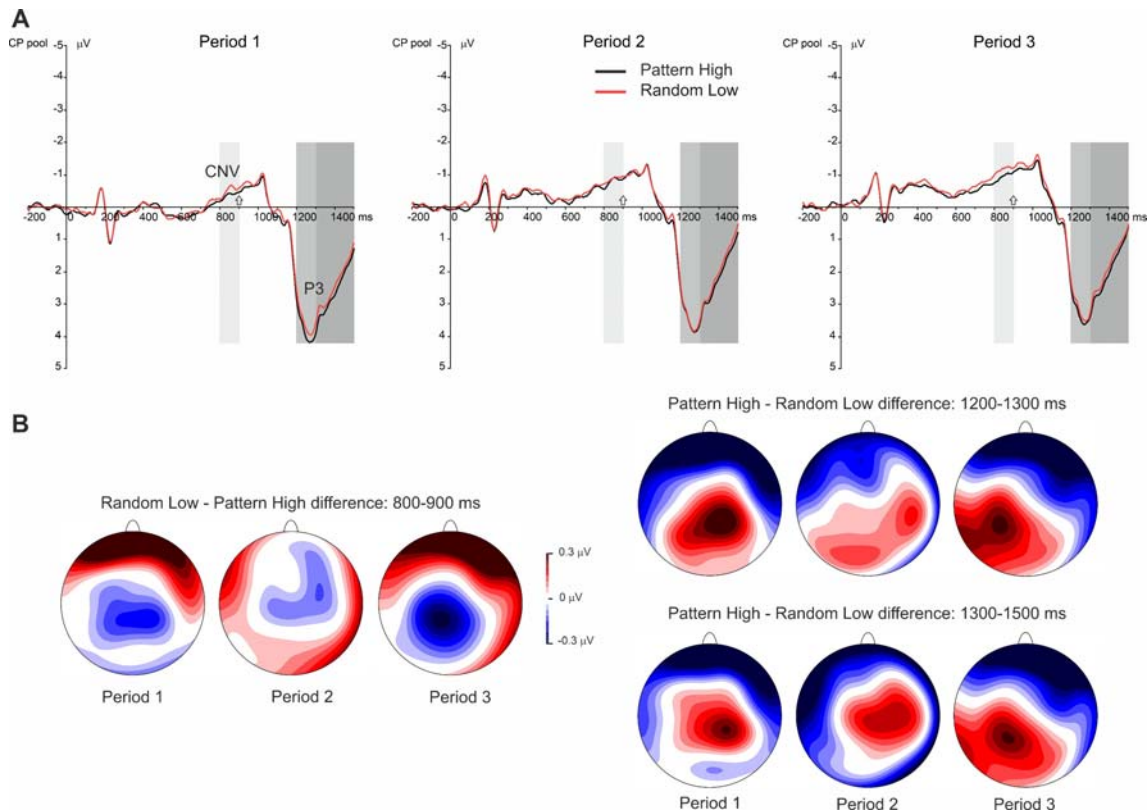 A
Period 1
Period 2
Period 3
CP pool
-5
μV
-4
-3
-2
-1
1
2
3
4
5
CNV
P3
-200
0
200
400
600
800
1000
1200
1400 ms
CP pool
-5
μV
-4
-3
-2
-1
1
2
3
4
5
Pattern High
Random Low
-200
0
200
400
600
800
1000
1200
1400 ms
CP pool
-5
μV
-4
-3
-2
-1
1
2
3
4
5
-200
0
200
400
600
800
1000
1200
1400 ms
B
Random Low - Pattern High difference: 800-900 ms
Period 1
Period 2
Period 3
0.3 μV
0 μV
-0.3 μV
Pattern High - Random Low difference: 1200-1300 ms
Pattern High - Random Low difference: 1300-1500 ms
Period 1
Period 2
Period 3